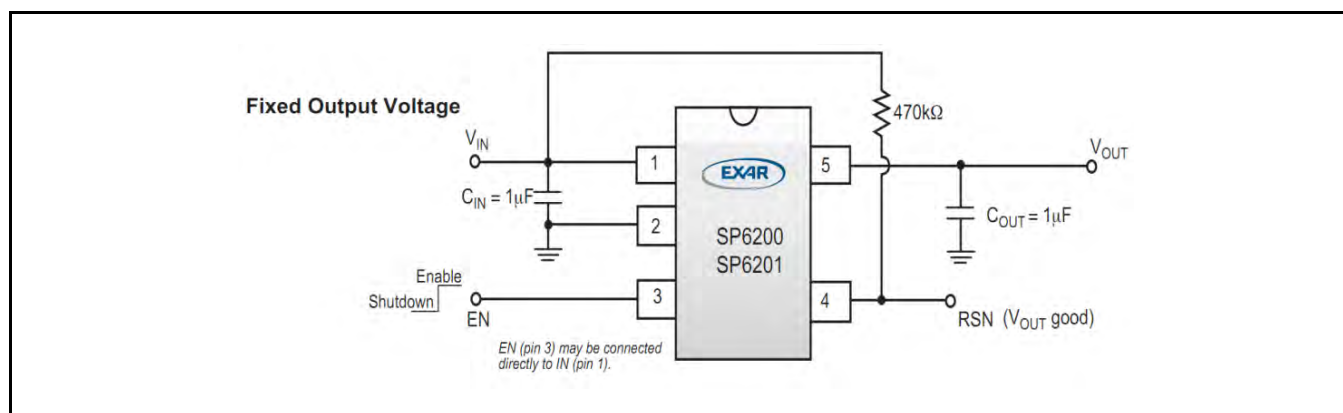 Fixed Output Voltage
470kΩ
V_IN
1
EXAR
5
V_OUT
C_IN = 1µF
2
SP6200
SP6201
C_OUT = 1µF
Enable
Shutdown
EN
3
4
RSN (V_OUT good)
EN (pin 3) may be connected
directly to IN (pin 1).